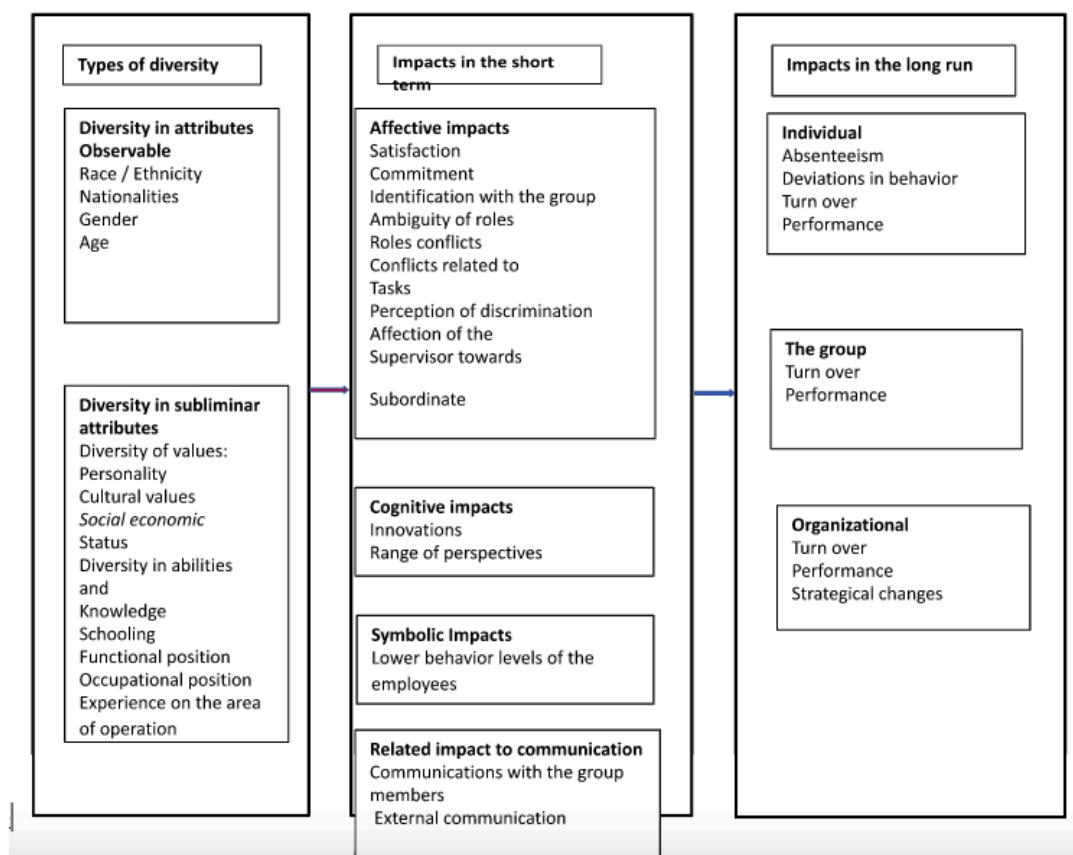 Types of diversity
Diversity in attributes
Observable
Race / Ethnicity
Nationalities
Gender
Age
Diversity in subliminar
attributes
Diversity of values:
Personality
Cultural values
Social economic
Status
Diversity in abilities
and
Knowledge
Schooling
Functional position
Occupational position
Experience on the area
of operation
Impacts in the short
term
Affective impacts
Satisfaction
Commitment
Identification with the group
Ambiguity of roles
Roles conflicts
Conflicts related to
Tasks
Perception of discrimination
Affection of the
Supervisor towards
Subordinate
Cognitive impacts
Innovations
Range of perspectives
Symbolic Impacts
Lower behavior levels of the
employees
Related impact to communication
Communications with the group
members
External communication
Impacts in the long run
Individual
Absenteeism
Deviations in behavior
Turn over
Performance
The group
Turn over
Performance
Organizational
Turn over
Performance
Strategical changes